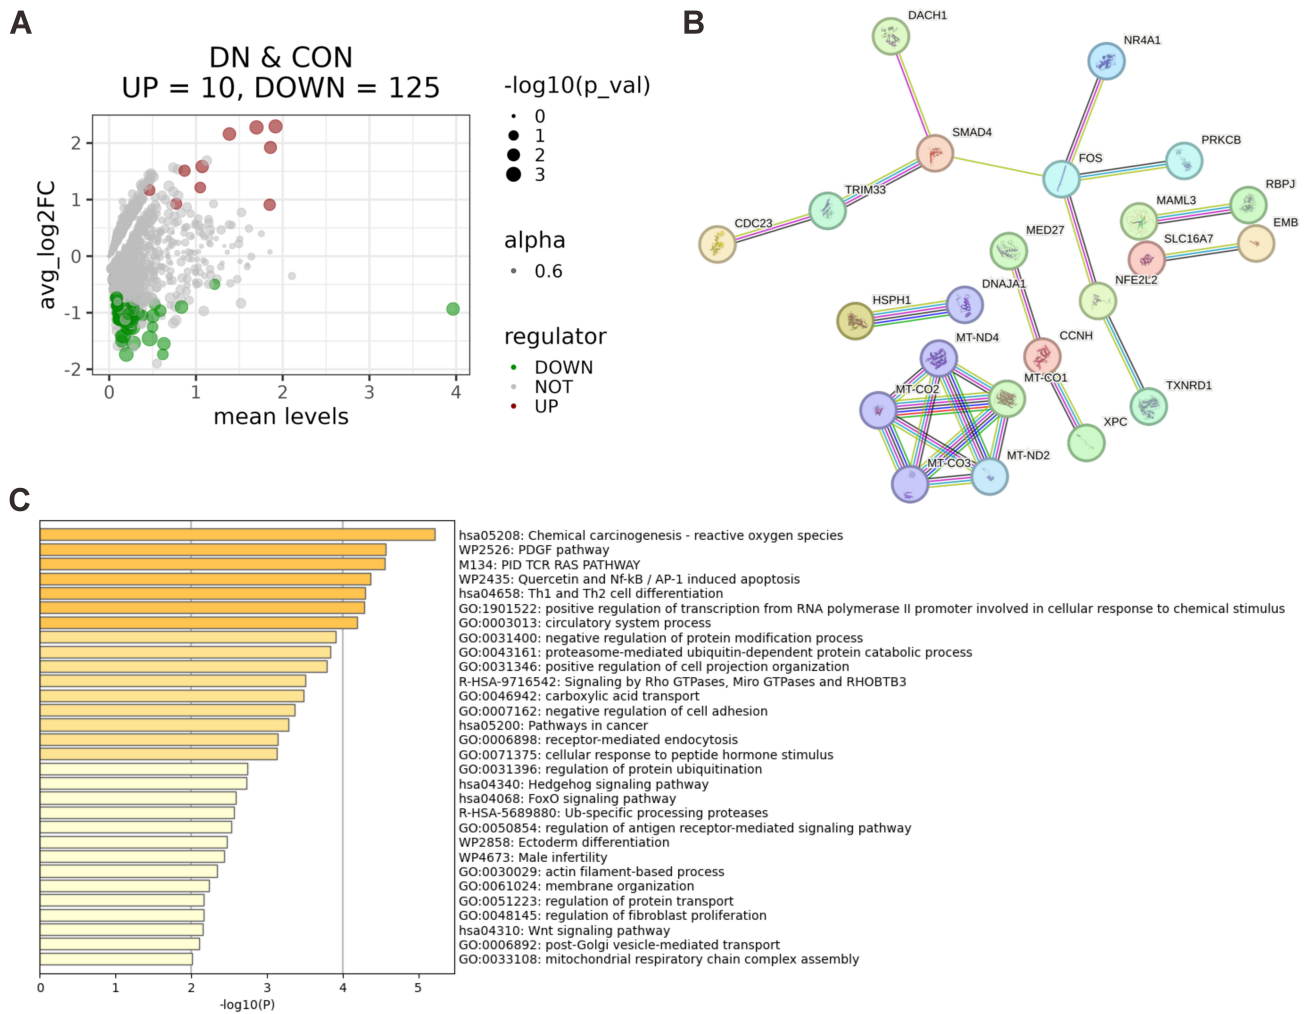 A
DN & CON
UP = 10, DOWN = 125
avg_log2FC
2
1
0
-1
-2
0
1
2
3
4
mean levels
-log10(p_val)
0
1
2
3
alpha
0.6
regulator
DOWN
NOT
UP
B
DACH1
NR4A1
SMAD4
PRKCB
FOS
TRIM33
RBPJ
MAML3
CDC23
EMB
MED27
SLC16A7
NFE2L2
DNAJA1
HSPH1
MT-ND4
CCNH
MT-CO1
MT-CO2
TXNRD1
XPC
MT-ND2
MT-CO3
C
hsa05208: Chemical carcinogenesis - reactive oxygen species
WP2526: PDGF pathway
M134: PID TCR RAS PATHWAY
WP2435: Quercetin and Nf-kB / AP-1 induced apoptosis
hsa04658: Th1 and Th2 cell differentiation
GO:1901522: positive regulation of transcription from RNA polymerase II promoter involved in cellular response to chemical stimulus
GO:0003013: circulatory system process
GO:0031400: negative regulation of protein modification process
GO:0043161: proteasome-mediated ubiquitin-dependent protein catabolic process
GO:0031346: positive regulation of cell projection organization
R-HSA-9716542: Signaling by Rho GTPases, Miro GTPases and RHOBTB3
GO:0046942: carboxylic acid transport
GO:0007162: negative regulation of cell adhesion
hsa05200: Pathways in cancer
GO:0006898: receptor-mediated endocytosis
GO:0071375: cellular response to peptide hormone stimulus
GO:0031396: regulation of protein ubiquitination
hsa04340: Hedgehog signaling pathway
hsa04068: FoxO signaling pathway
R-HSA-5689880: Ub-specific processing proteases
GO:0050854: regulation of antigen receptor-mediated signaling pathway
WP2858: Ectoderm differentiation
WP4673: Male infertility
GO:0030029: actin filament-based process
GO:0061024: membrane organization
GO:0051223: regulation of protein transport
GO:0048145: regulation of fibroblast proliferation
hsa04310: Wnt signaling pathway
GO:0006892: post-Golgi vesicle-mediated transport
GO:0033108: mitochondrial respiratory chain complex assembly
0
1
2
3
4
5
-log10(P)